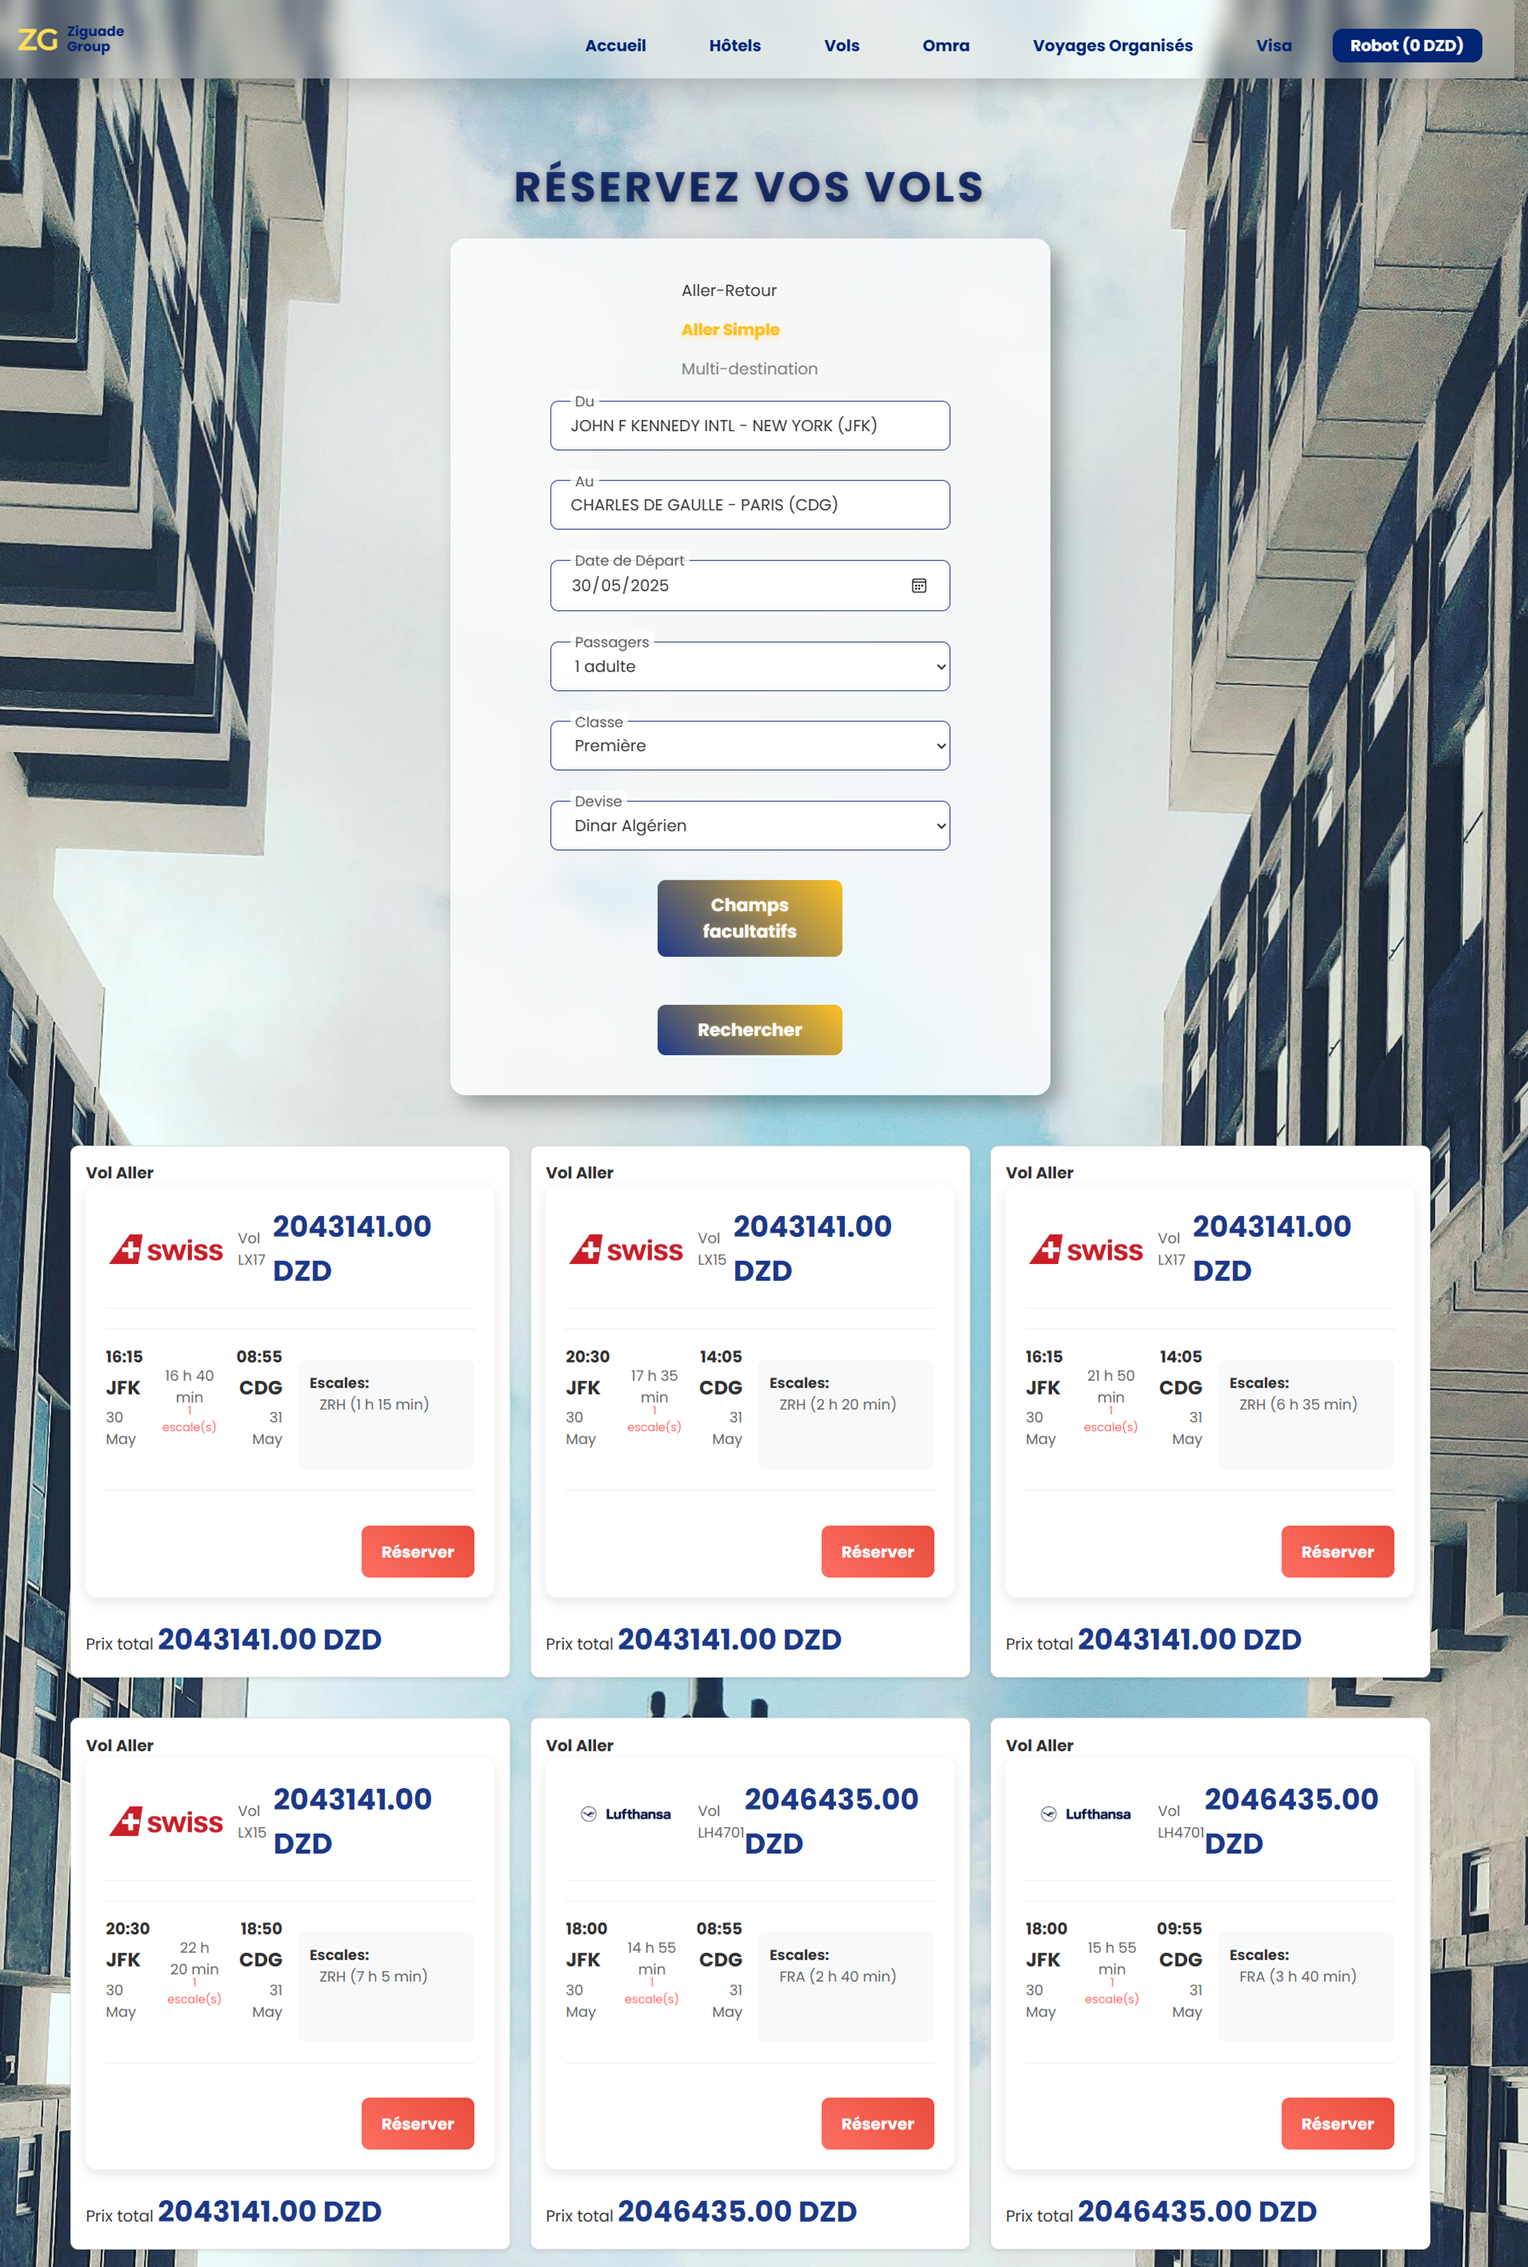 ZG Ziguade
Group
Accueil Hôtels Vols Omra Voyages Organisés Visa Robot (0 DZD)
RÉSERVEZ VOS VOLS
Aller-Retour
Aller Simple
Multi-destination
Du
JOHN F KENNEDY INTL - NEW YORK (JFK)
Au
CHARLES DE GAULLE - PARIS (CDG)
Date de Départ
30/05/2025
Passagers
1 adulte
Classe
Première
Devise
Dinar Algérien
Champs
facultatifs
Rechercher
Vol Aller
swiss
Vol
LX17
2043141.00
DZD
16:15
JFK
30
May
16 h 40
min
1
escale(s)
08:55
CDG
31
May
Escales:
ZRH (1 h 15 min)
Réserver
Prix total 2043141.00 DZD
Vol Aller
swiss
Vol
LX15
2043141.00
DZD
20:30
JFK
30
May
17 h 35
min
1
escale(s)
14:05
CDG
31
May
Escales:
ZRH (2 h 20 min)
Réserver
Prix total 2043141.00 DZD
Vol Aller
swiss
Vol
LX17
2043141.00
DZD
16:15
JFK
30
May
21 h 50
min
1
escale(s)
14:05
CDG
31
May
Escales:
ZRH (6 h 35 min)
Réserver
Prix total 2043141.00 DZD
Vol Aller
swiss
Vol
LX15
2043141.00
DZD
20:30
JFK
30
May
22 h
20 min
1
escale(s)
18:50
CDG
31
May
Escales:
ZRH (7 h 5 min)
Réserver
Prix total 2043141.00 DZD
Vol Aller
Lufthansa
Vol
LH4701
2046435.00
DZD
18:00
JFK
30
May
14 h 55
min
1
escale(s)
08:55
CDG
31
May
Escales:
FRA (2 h 40 min)
Réserver
Prix total 2046435.00 DZD
Vol Aller
Lufthansa
Vol
LH4701
2046435.00
DZD
18:00
JFK
30
May
15 h 55
min
1
escale(s)
09:55
CDG
31
May
Escales:
FRA (3 h 40 min)
Réserver
Prix total 2046435.00 DZD